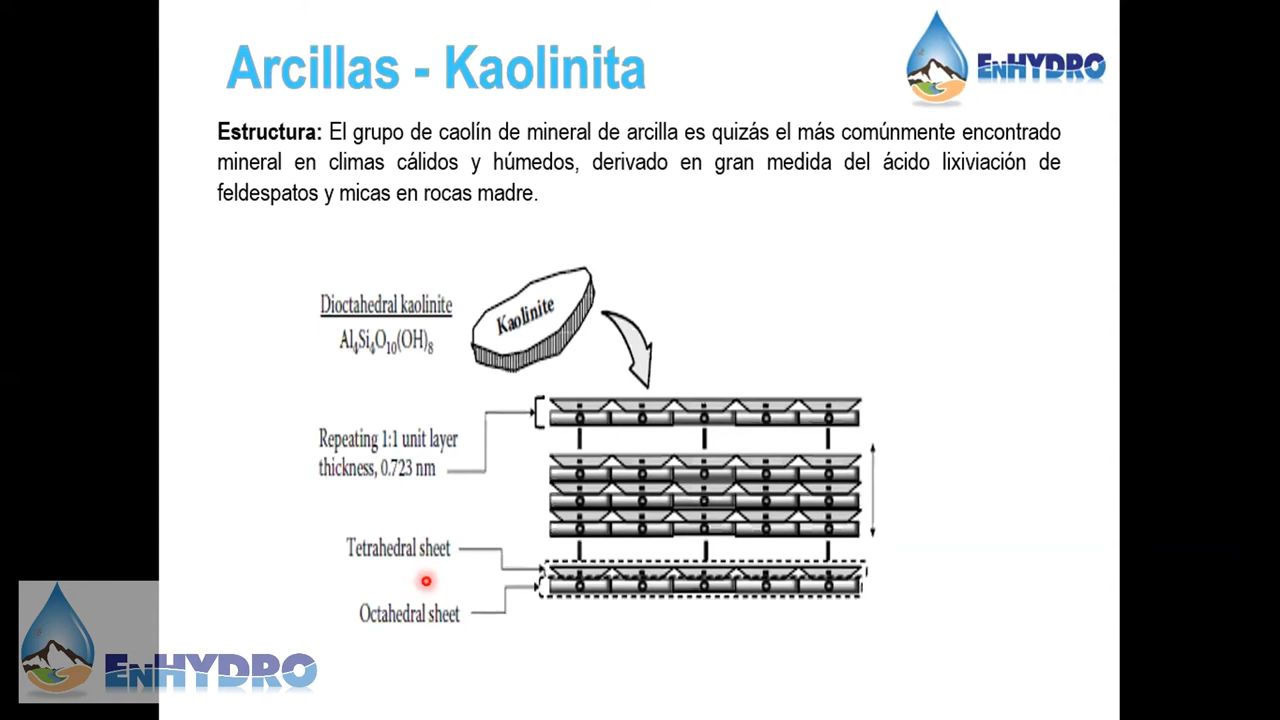 Arcillas - Kaolinita
ENHYDRO
Estructura: El grupo de caolín de mineral de arcilla es quizás el más comúnmente encontrado
mineral en climas cálidos y húmedos, derivado en gran medida del ácido lixiviación de
feldespatos y micas en rocas madre.
Dioctahedral kaolinite
Al₄Si₄O₁₀(OH)₈
Kaolinite
Repeating 1:1 unit layer
thickness, 0.723 nm
Tetrahedral sheet
Octahedral sheet
ENHYDRO